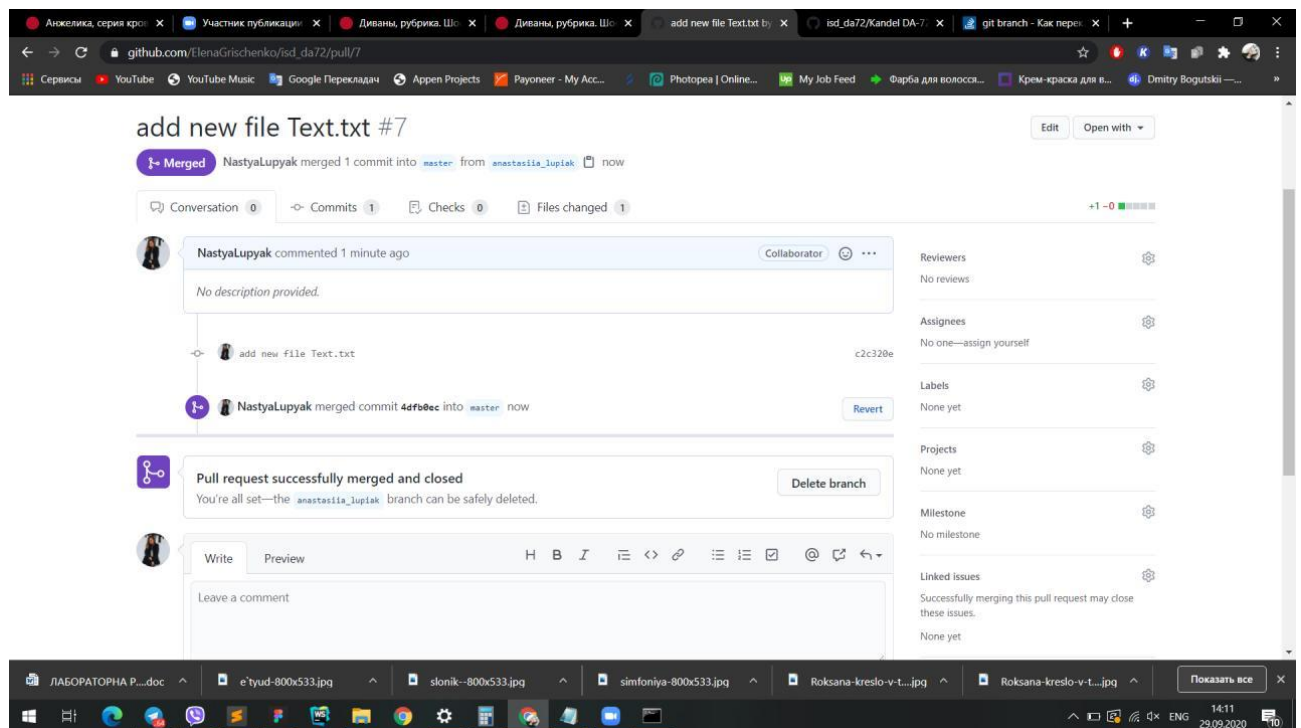 Анжелика, серия кров
Участник публикации
Диваны, рубрика. Шо
Диваны, рубрика. Шо
add new file Text.txt by
isd_da72/Kandel DA-7
git branch - Как перек
github.com/ElenaGrischenko/isd_da72/pull/7
Сервисы YouTube YouTube Music Google Перекладач Appen Projects Payoneer - My Acc... Photopea | Online... My Job Feed Фарба для волосся... Крем-краска для в... Dmitry Bogutskii —... »
add new file Text.txt #7
Edit Open with
Merged NastyaLupyak merged 1 commit into master from anastasiia_lupiak now
Conversation 0 Commits 1 Checks 0 Files changed 1 +1 −0
NastyaLupyak commented 1 minute ago Collaborator
No description provided.
add new file Text.txt c2c320e
NastyaLupyak merged commit 4dfb0ec into master now Revert
Pull request successfully merged and closed
You're all set—the anastasiia_lupiak branch can be safely deleted.
Delete branch
Write Preview H B I
Leave a comment
Reviewers
No reviews
Assignees
No one—assign yourself
Labels
None yet
Projects
None yet
Milestone
No milestone
Linked issues
Successfully merging this pull request may close
these issues.
None yet
ЛАБОРАТОРНА Р....doc e`tyud-800x533.jpg slonik--800x533.jpg simfoniya-800x533.jpg Roksana-kreslo-v-t....jpg Roksana-kreslo-v-t....jpg Показать все
ENG 14:11
29.09.2020